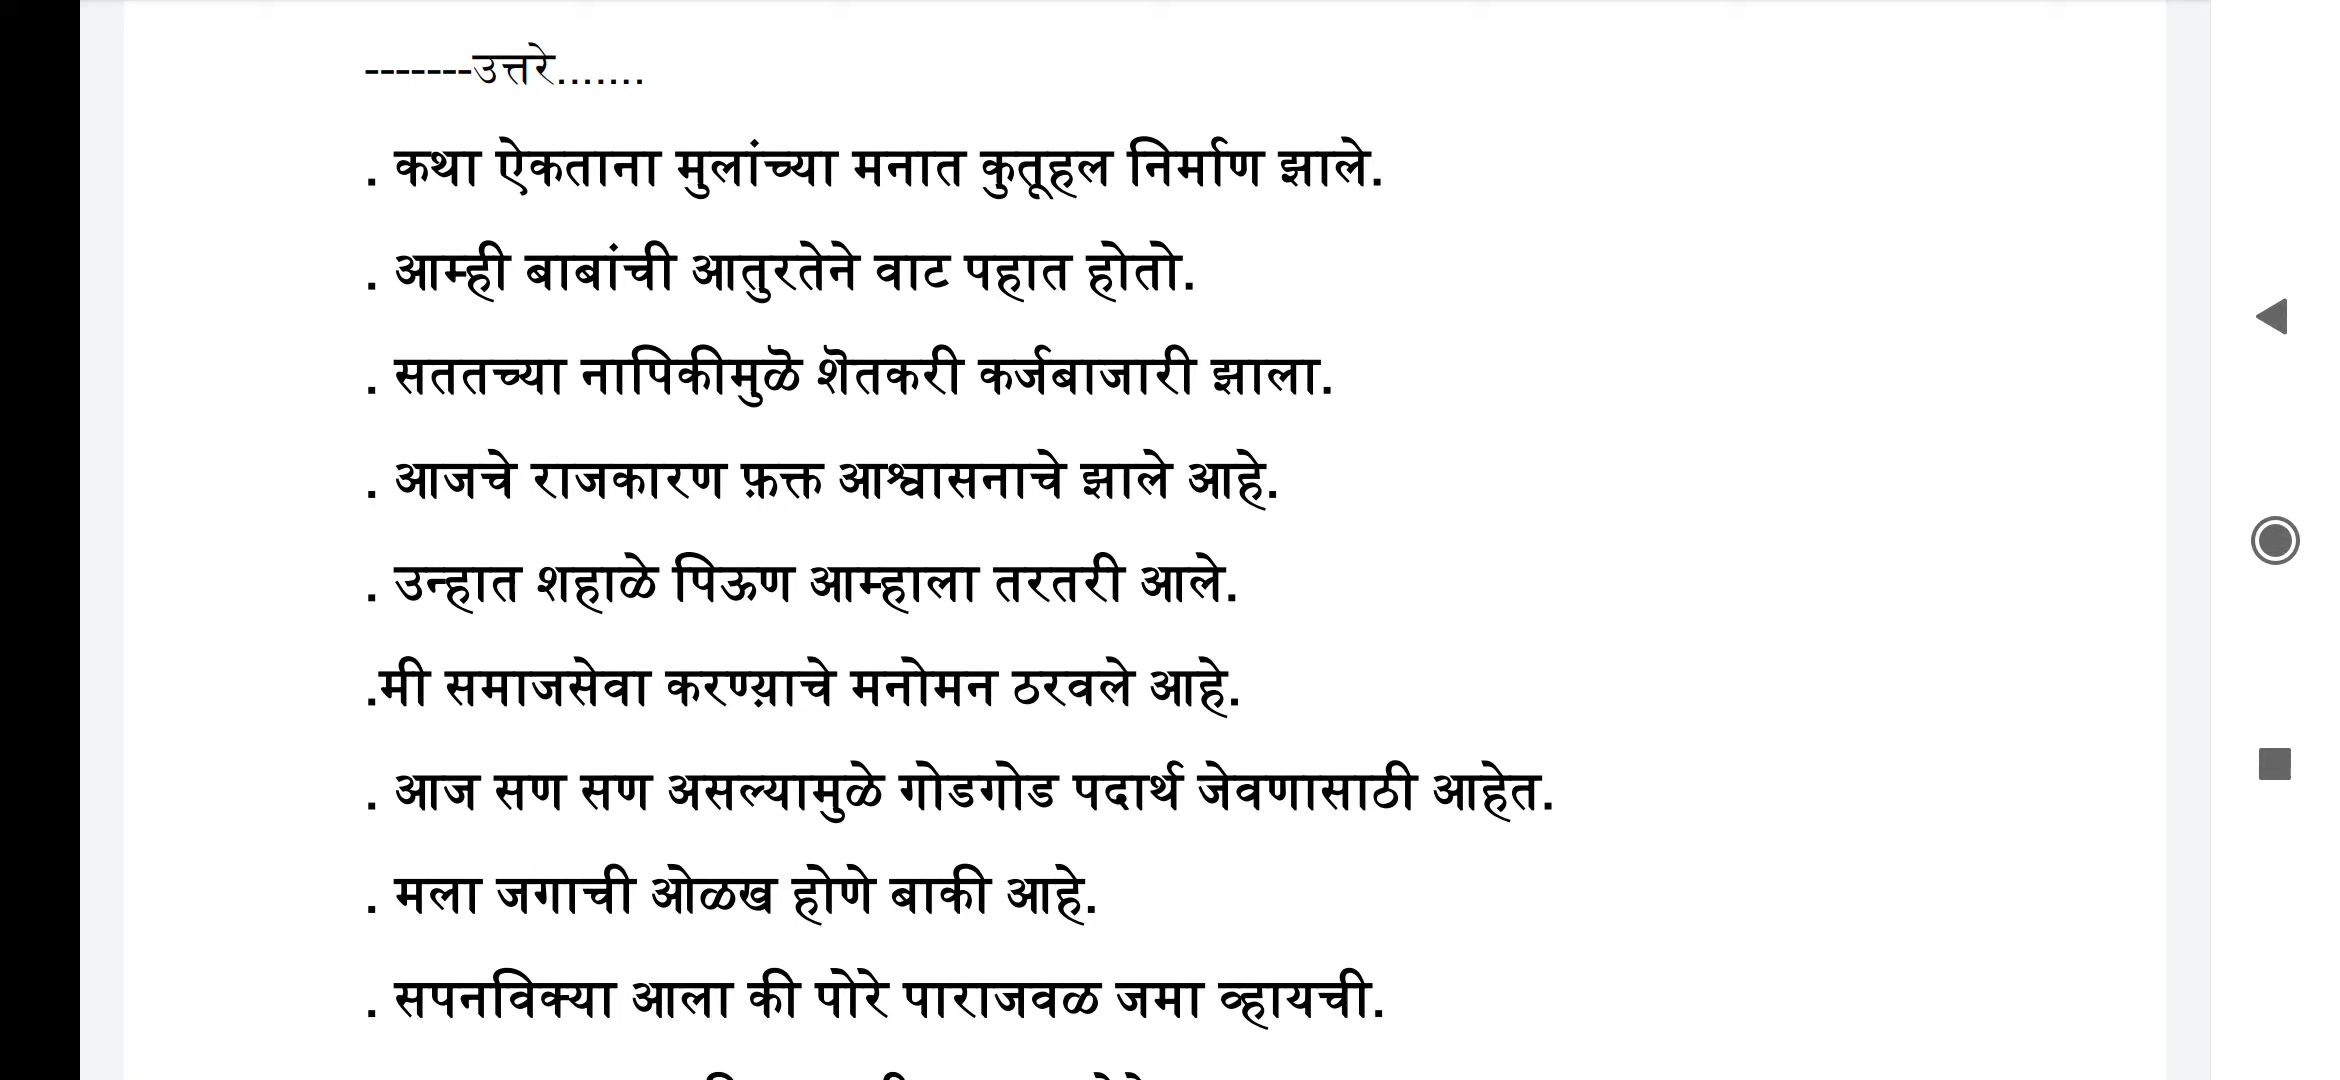 -------उत्तरे.......
. कथा ऐकताना मुलांच्या मनात कुतूहल निर्माण झाले.
. आम्ही बाबांची आतुरतेने वाट पहात होतो.
. सततच्या नापिकीमुळॆ शॆतकरी कर्जबाजारी झाला.
. आजचे राजकारण फ़क्त आश्वासनाचे झाले आहे.
. उन्हात शहाळे पिऊण आम्हाला तरतरी आले.
.मी समाजसेवा करण्य़ाचे मनोमन ठरवले आहे.
. आज सण सण असल्यामुळे गोडगोड पदार्थ जेवणासाठी आहेत.
. मला जगाची ओळख होणे बाकी आहे.
. सपनविक्या आला की पोरे पाराजवळ जमा व्हायची.